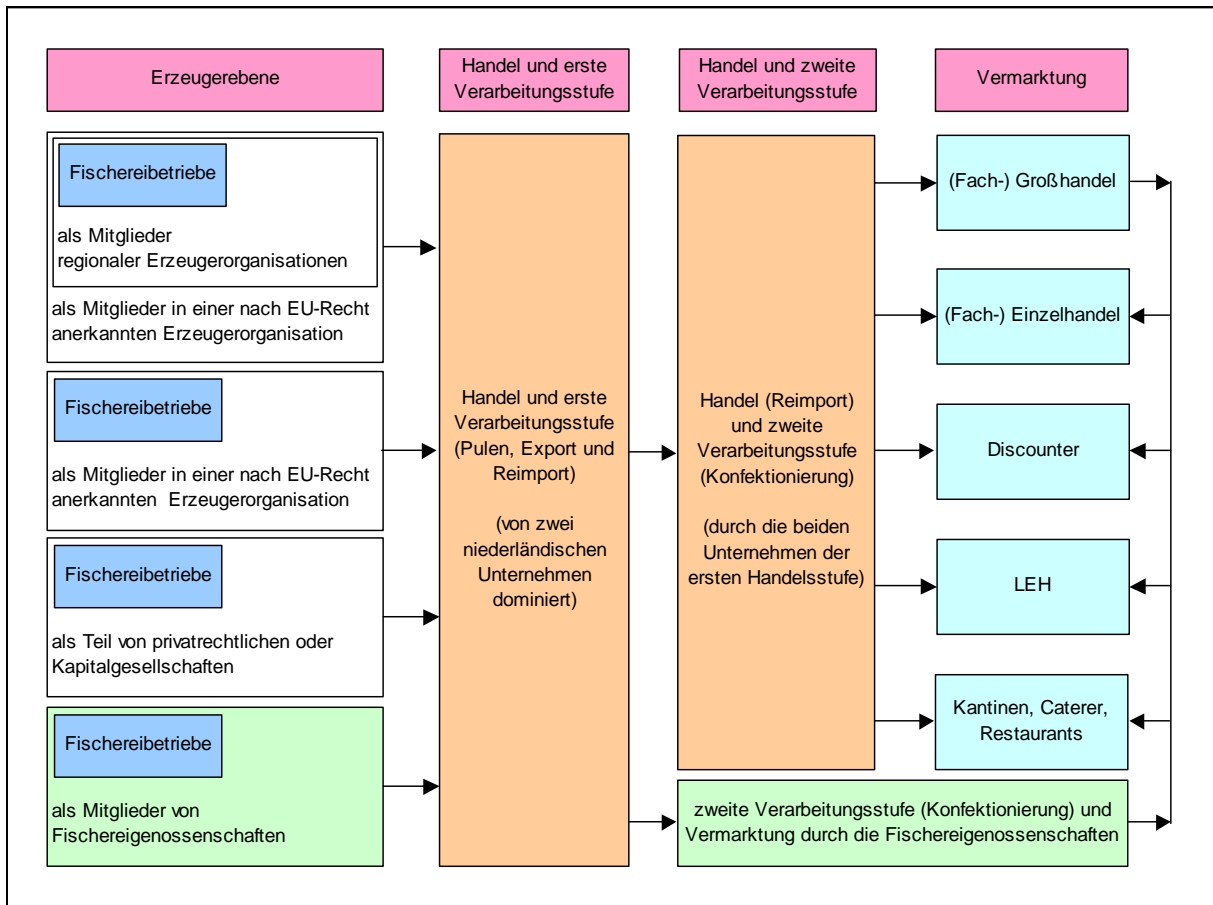 Erzeugerebene
Handel und erste
Verarbeitungsstufe
Handel und zweite
Verarbeitungsstufe
Vermarktung
Fischereibetriebe
als Mitglieder
regionaler Erzeugerorganisationen
als Mitglieder in einer nach EU-Recht
anerkannten Erzeugerorganisation
Fischereibetriebe
als Mitglieder in einer nach EU-Recht
anerkannten Erzeugerorganisation
Fischereibetriebe
als Teil von privatrechtlichen oder
Kapitalgesellschaften
Fischereibetriebe
als Mitglieder von
Fischereigenossenschaften
Handel und erste
Verarbeitungsstufe
(Pulen, Export und
Reimport)
(von zwei
niederländischen
Unternehmen
dominiert)
Handel (Reimport)
und zweite
Verarbeitungsstufe
(Konfektionierung)
(durch die beiden
Unternehmen der
ersten Handelsstufe)
(Fach-) Großhandel
(Fach-) Einzelhandel
Discounter
LEH
Kantinen, Caterer,
Restaurants
zweite Verarbeitungsstufe (Konfektionierung) und
Vermarktung durch die Fischereigenossenschaften